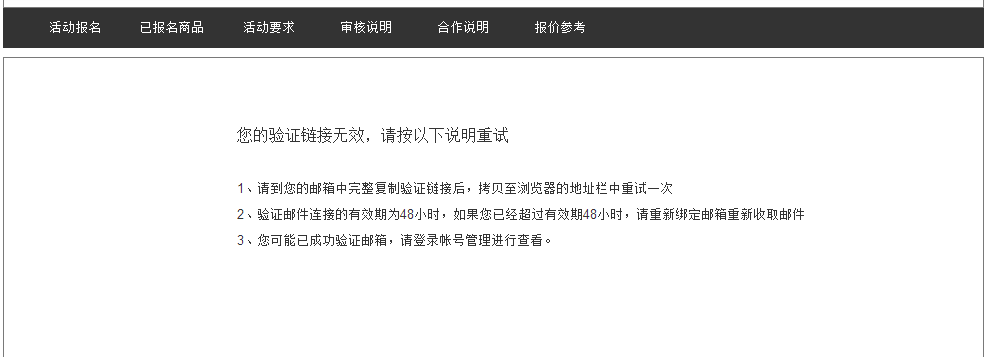 活动报名 已报名商品 活动要求 审核说明 合作说明 报价参考
您的验证链接无效，请按以下说明重试
1、请到您的邮箱中完整复制验证链接后，拷贝至浏览器的地址栏中重试一次
2、验证邮件连接的有效期为48小时，如果您已经超过有效期48小时，请重新绑定邮箱重新收取邮件
3、您可能已成功验证邮箱，请登录帐号管理进行查看。